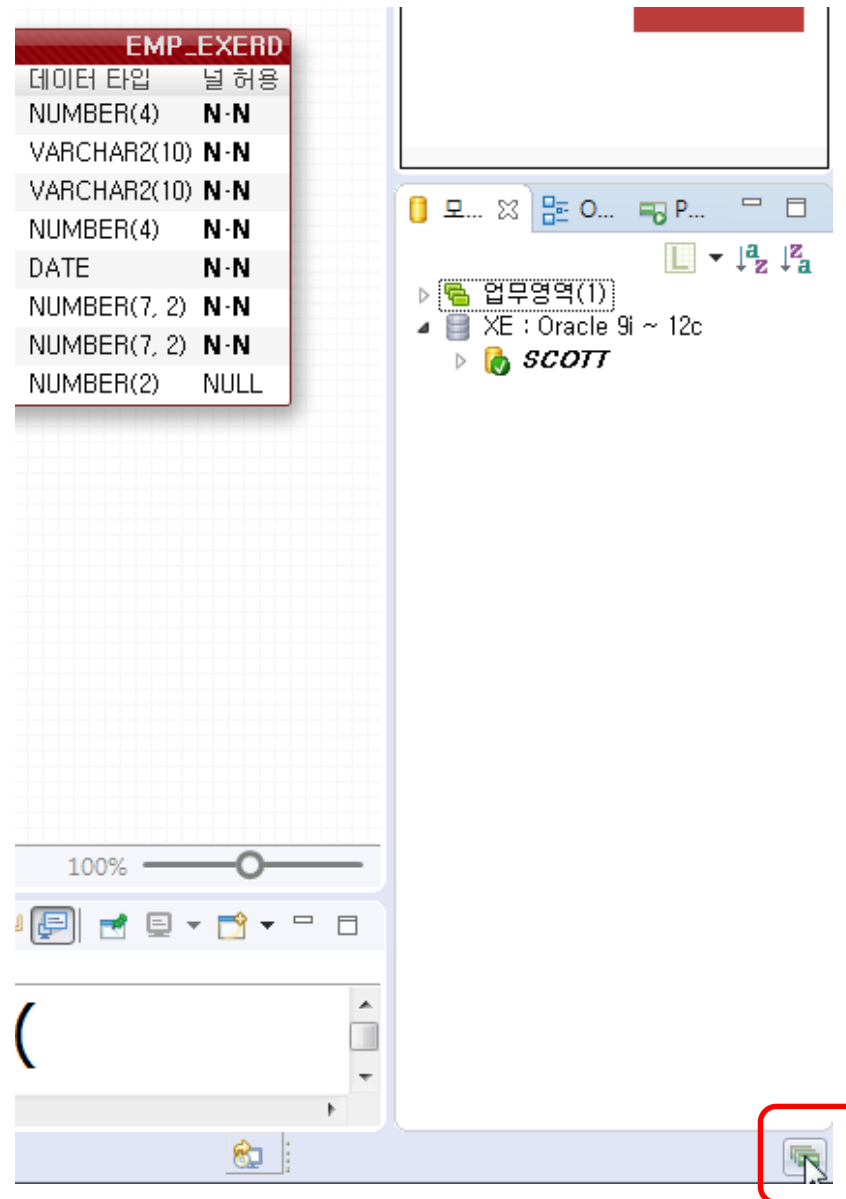 EMP_EXERD
데이터 타입 널 허용
NUMBER(4) N-N
VARCHAR2(10) N-N
VARCHAR2(10) N-N
NUMBER(4) N-N
DATE N-N
NUMBER(7, 2) N-N
NUMBER(7, 2) N-N
NUMBER(2) NULL
100%
(
모... O... P...
L a z z a
업무영역(1)
XE : Oracle 9i ~ 12c
SCOTT